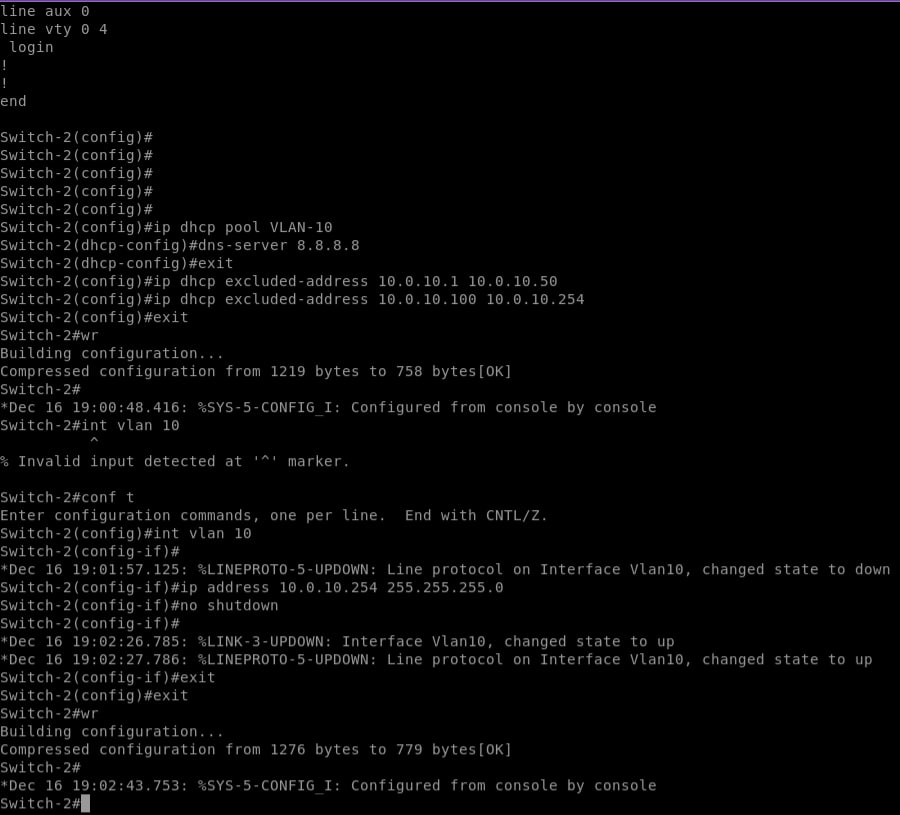 line aux 0
line vty 0 4
 login
!
!
end
Switch-2(config)#
Switch-2(config)#
Switch-2(config)#
Switch-2(config)#
Switch-2(config)#
Switch-2(config)#ip dhcp pool VLAN-10
Switch-2(dhcp-config)#dns-server 8.8.8.8
Switch-2(dhcp-config)#exit
Switch-2(config)#ip dhcp excluded-address 10.0.10.1 10.0.10.50
Switch-2(config)#ip dhcp excluded-address 10.0.10.100 10.0.10.254
Switch-2(config)#exit
Switch-2#wr
Building configuration...
Compressed configuration from 1219 bytes to 758 bytes[OK]
Switch-2#
*Dec 16 19:00:48.416: %SYS-5-CONFIG_I: Configured from console by console
Switch-2#int vlan 10
          ^
% Invalid input detected at '^' marker.
Switch-2#conf t
Enter configuration commands, one per line.  End with CNTL/Z.
Switch-2(config)#int vlan 10
Switch-2(config-if)#
*Dec 16 19:01:57.125: %LINEPROTO-5-UPDOWN: Line protocol on Interface Vlan10, changed state to down
Switch-2(config-if)#ip address 10.0.10.254 255.255.255.0
Switch-2(config-if)#no shutdown
Switch-2(config-if)#
*Dec 16 19:02:26.785: %LINK-3-UPDOWN: Interface Vlan10, changed state to up
*Dec 16 19:02:27.786: %LINEPROTO-5-UPDOWN: Line protocol on Interface Vlan10, changed state to up
Switch-2(config-if)#exit
Switch-2(config)#exit
Switch-2#wr
Building configuration...
Compressed configuration from 1276 bytes to 779 bytes[OK]
Switch-2#
*Dec 16 19:02:43.753: %SYS-5-CONFIG_I: Configured from console by console
Switch-2#